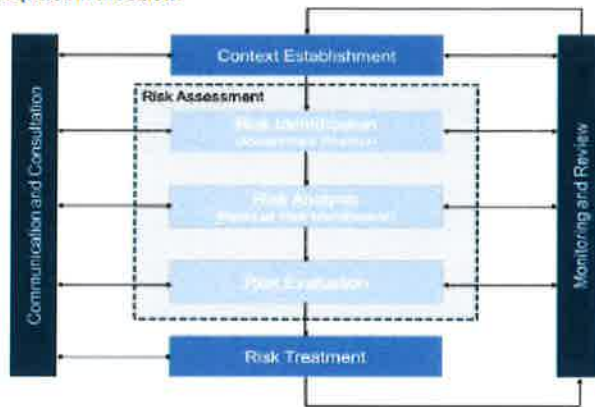 Context Establishment
Risk Assessment
Risk Identification
Risk Analysis
Risk Evaluation
Risk Treatment
Communication and Consultation
Monitoring and Review